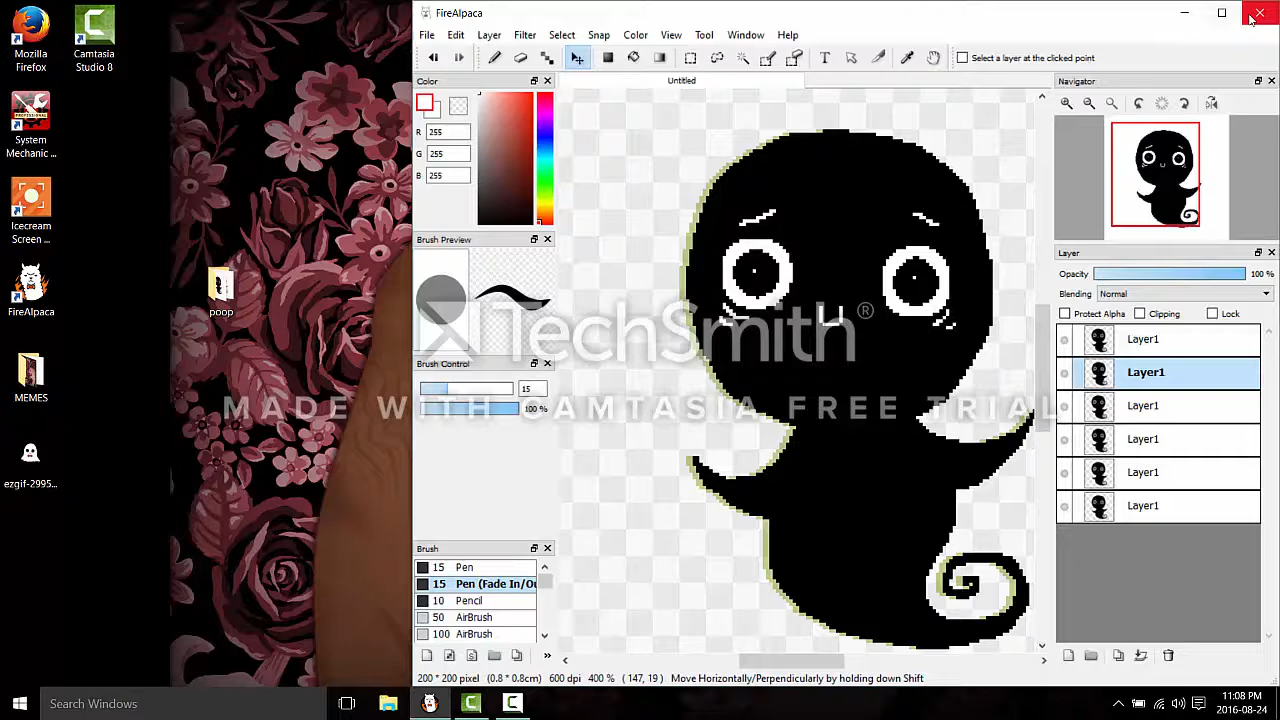 Mozilla Firefox
Camtasia Studio 8
System Mechanic ...
Icecream Screen ...
FireAlpaca
MEMES
ezgif-2995...
poop
FireAlpaca
File Edit Layer Filter Select Snap Color View Tool Window Help
Select a layer at the clicked point
Color
R 255
G 255
B 255
Brush Preview
Brush Control
15
100 %
Brush
15 Pen
15 Pen (Fade In/Ou
10 Pencil
50 AirBrush
100 AirBrush
Untitled
TechSmith®
MADE WITH CAMTASIA FREE TRIAL
Navigator
Layer
Opacity 100 %
Blending Normal
Protect Alpha Clipping Lock
Layer1
Layer1
Layer1
Layer1
Layer1
Layer1
200 * 200 pixel (0.8 * 0.8cm) 600 dpi 400 % ( 147, 19 ) Move Horizontally/Perpendicularly by holding down Shift
Search Windows
11:08 PM
2016-08-24